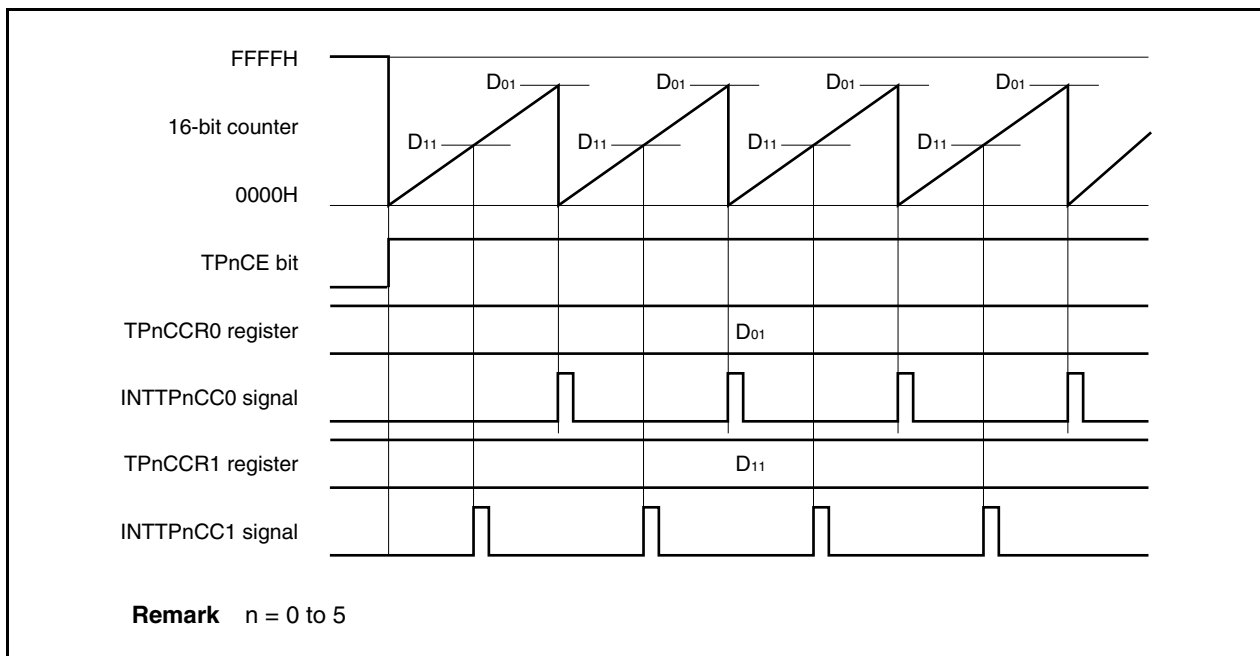 FFFFH
D01 D01 D01 D01
16-bit counter
D11 D11 D11 D11
0000H
TPnCE bit
TPnCCR0 register
D01
INTTPnCC0 signal
TPnCCR1 register
D11
INTTPnCC1 signal
Remark n = 0 to 5